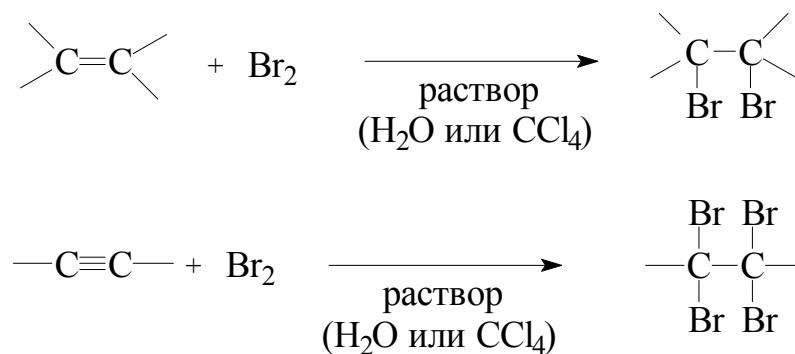 C=C + Br₂ C–C
Br Br
раствор
(H₂O или CCl₄)
Br Br
–C≡C– + Br₂ –C–C–
Br Br
раствор
(H₂O или CCl₄)